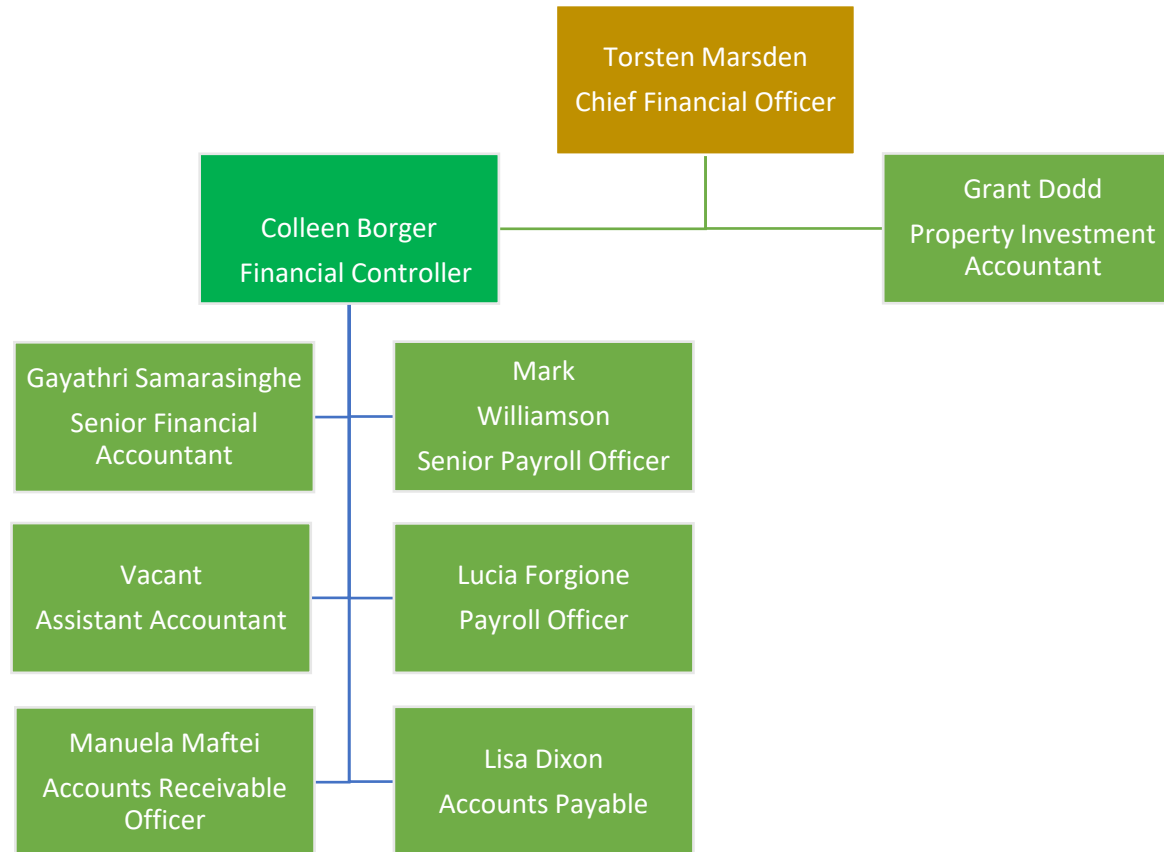 Torsten Marsden
Chief Financial Officer
Colleen Borger
Financial Controller
Grant Dodd
Property Investment
Accountant
Gayathri Samarasinghe
Senior Financial
Accountant
Mark
Williamson
Senior Payroll Officer
Vacant
Assistant Accountant
Lucia Forgione
Payroll Officer
Manuela Maftei
Accounts Receivable
Officer
Lisa Dixon
Accounts Payable